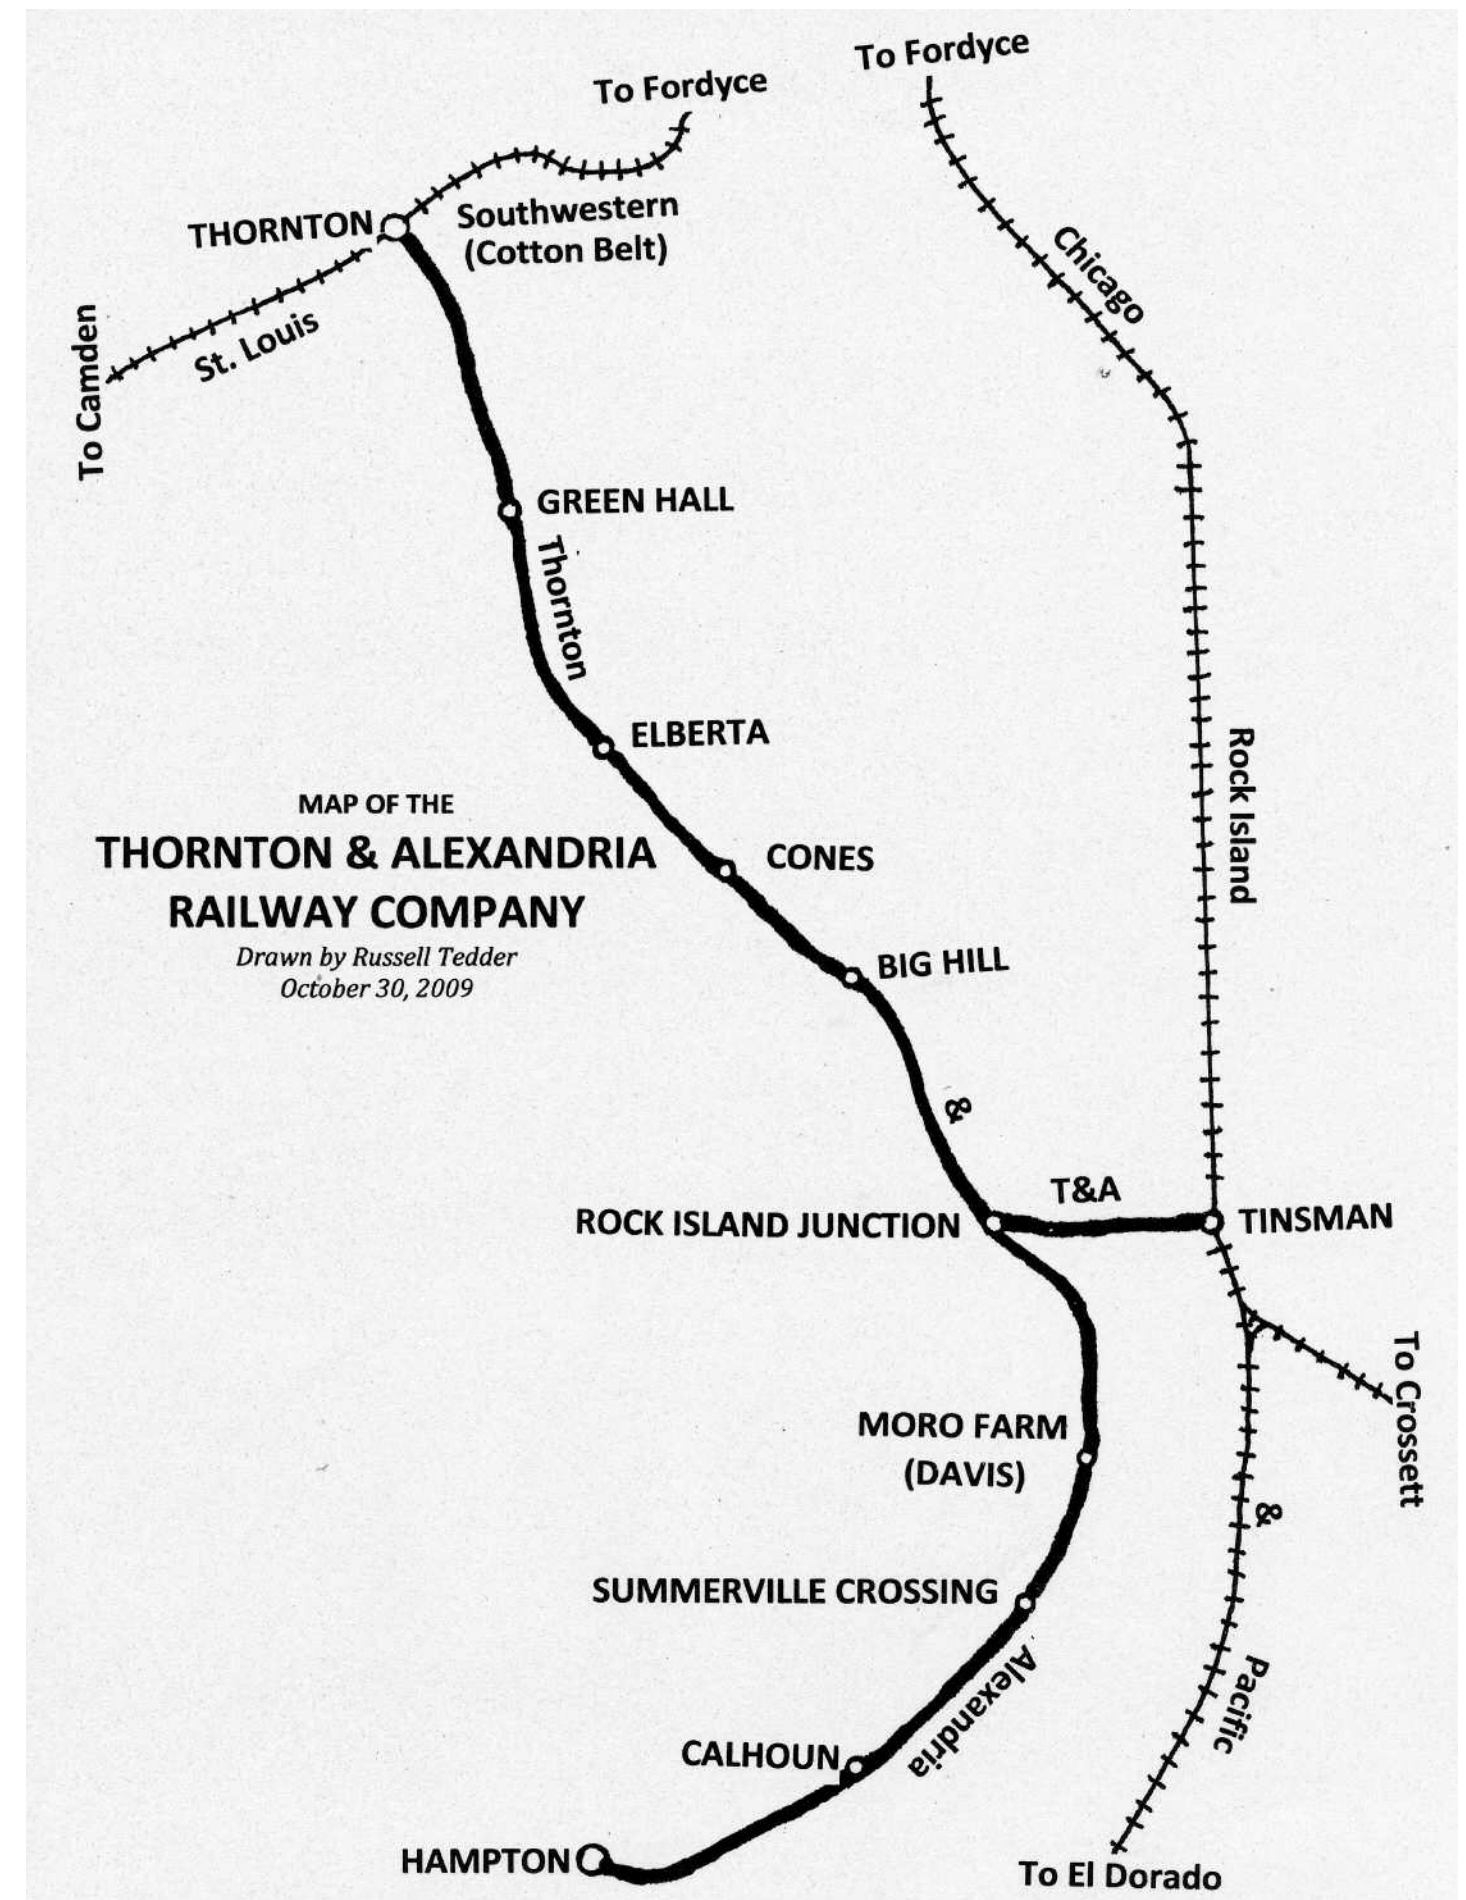 To Fordyce
To Fordyce
THORNTON
Southwestern
(Cotton Belt)
St. Louis
To Camden
Chicago
GREEN HALL
Thornton
ELBERTA
Rock Island
MAP OF THE
THORNTON & ALEXANDRIA
RAILWAY COMPANY
Drawn by Russell Tedder
October 30, 2009
CONES
BIG HILL
&
T&A
ROCK ISLAND JUNCTION
TINSMAN
To Crossett
MORO FARM
(DAVIS)
&
SUMMERVILLE CROSSING
Alexandria
Pacific
CALHOUN
HAMPTON
To El Dorado